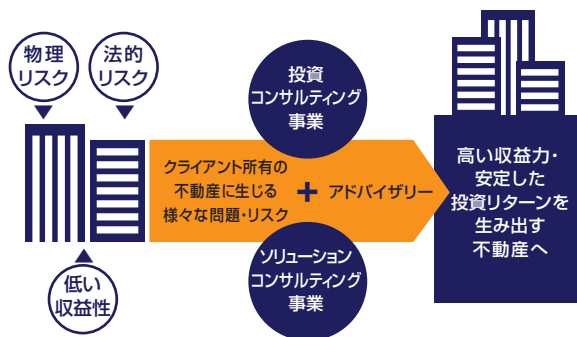 物理
リスク
法的
リスク
低い
収益性
クライアント所有の
不動産に生じる
様々な問題・リスク
+
アドバイザリー
投資
コンサルティング
事業
ソリューション
コンサルティング
事業
高い収益力・
安定した
投資リターンを
生み出す
不動産へ